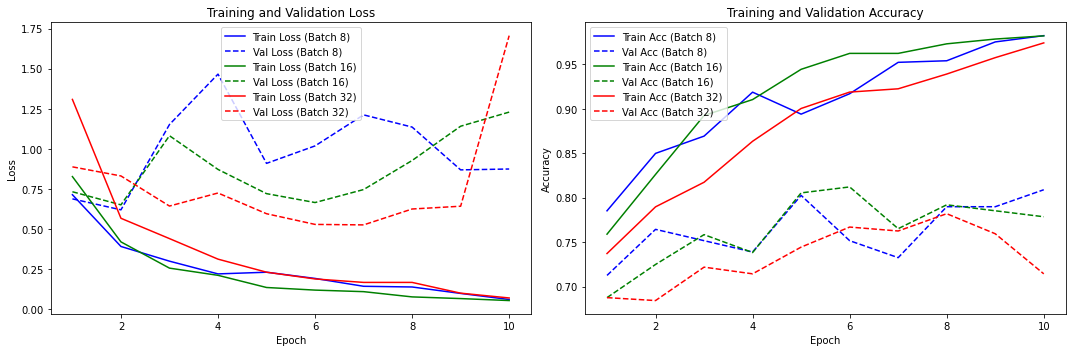 Training and Validation Loss
Loss
1.75
1.50
1.25
1.00
0.75
0.50
0.25
0.00
Train Loss (Batch 8)
Val Loss (Batch 8)
Train Loss (Batch 16)
Val Loss (Batch 16)
Train Loss (Batch 32)
Val Loss (Batch 32)
2 4 6 8 10
Epoch
Training and Validation Accuracy
Accuracy
0.95
0.90
0.85
0.80
0.75
0.70
Train Acc (Batch 8)
Val Acc (Batch 8)
Train Acc (Batch 16)
Val Acc (Batch 16)
Train Acc (Batch 32)
Val Acc (Batch 32)
2 4 6 8 10
Epoch